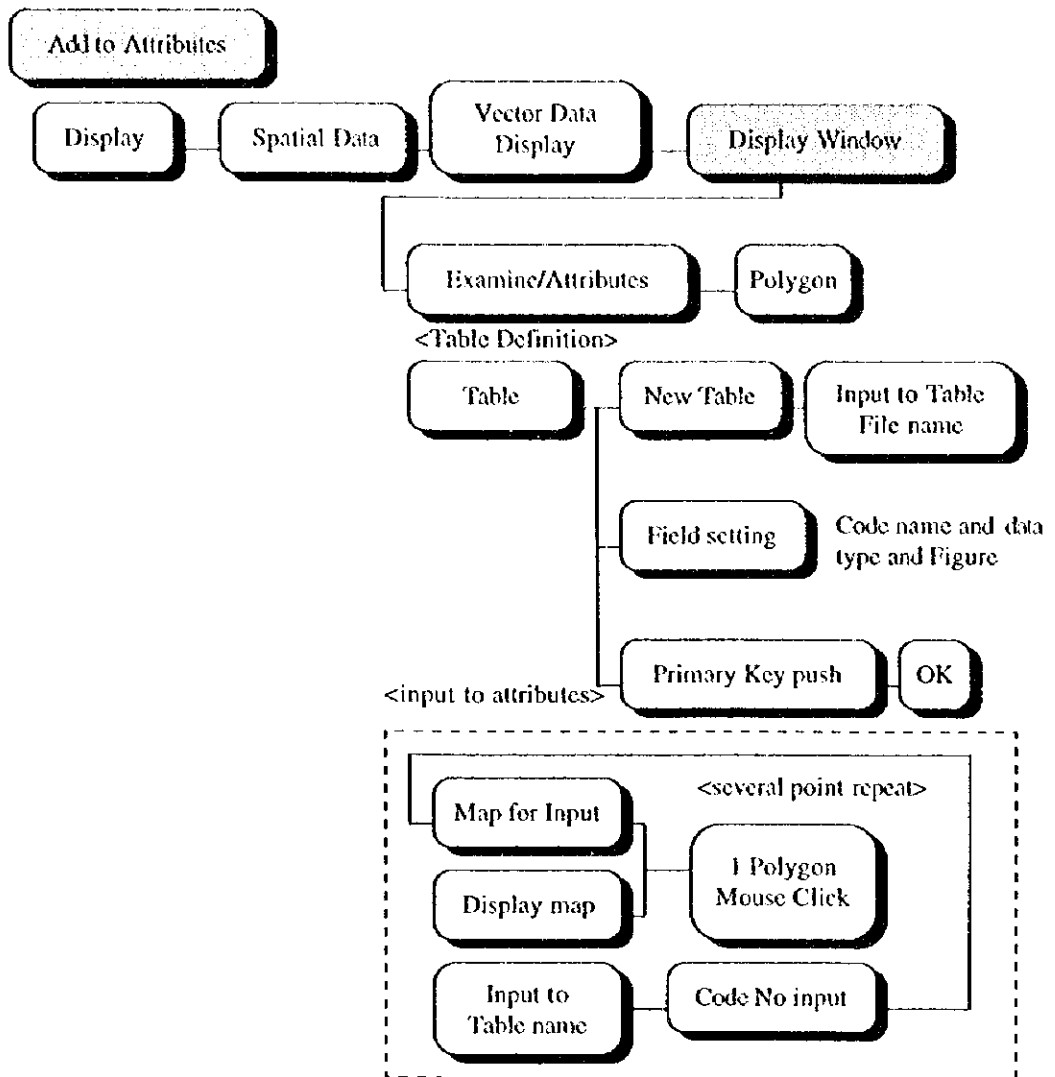 Add to Attributes
Display
Spatial Data
Vector Data
Display
Display Window
Examine/Attributes
Polygon
<Table Definition>
Table
New Table
Input to Table
File name
Field setting
Code name and data
type and Figure
Primary Key push
OK
<input to attributes>
<several point repeat>
Map for Input
1 Polygon
Mouse Click
Display map
Input to
Table name
Code No input